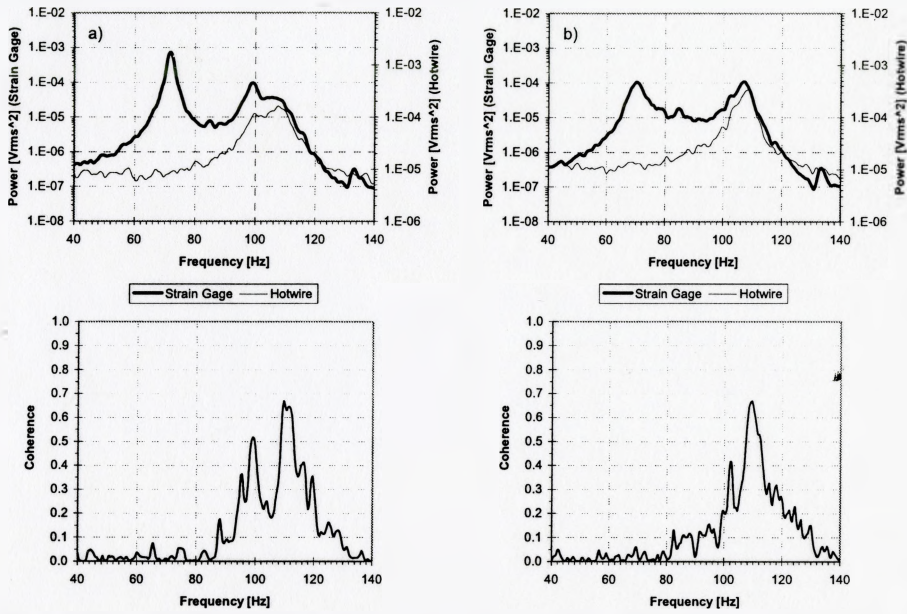 a)
1.E-02
1.E-03
1.E-04
1.E-05
1.E-06
1.E-07
1.E-08
Power [Vrms^2] (Strain Gage)
1.E-02
1.E-03
1.E-04
1.E-05
1.E-06
Power [Vrms^2] (Hotwire)
40 60 80 100 120 140
Frequency [Hz]
Strain Gage Hotwire
b)
1.E-02
1.E-03
1.E-04
1.E-05
1.E-06
1.E-07
1.E-08
Power [Vrms^2] (Strain Gage)
1.E-02
1.E-03
1.E-04
1.E-05
1.E-06
Power [Vrms^2] (Hotwire)
40 60 80 100 120 140
Frequency [Hz]
Strain Gage Hotwire
1.0
0.9
0.8
0.7
0.6
0.5
0.4
0.3
0.2
0.1
0.0
Coherence
40 60 80 100 120 140
Frequency [Hz]
1.0
0.9
0.8
0.7
0.6
0.5
0.4
0.3
0.2
0.1
0.0
Coherence
40 60 80 100 120 140
Frequency [Hz]